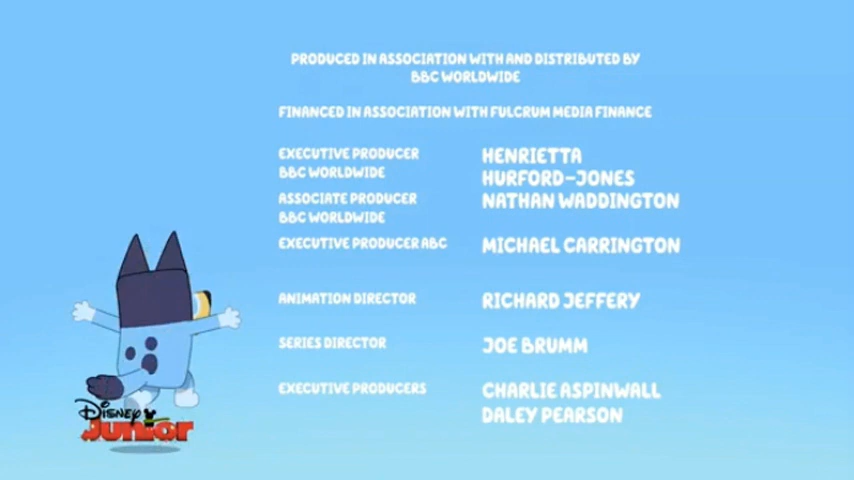 PRODUCED IN ASSOCIATION WITH AND DISTRIBUTED BY
BBC WORLDWIDE
FINANCED IN ASSOCIATION WITH FULCRUM MEDIA FINANCE
EXECUTIVE PRODUCER
BBC WORLDWIDE
HENRIETTA
HURFORD-JONES
ASSOCIATE PRODUCER
BBC WORLDWIDE
NATHAN WADDINGTON
EXECUTIVE PRODUCER ABC
MICHAEL CARRINGTON
ANIMATION DIRECTOR
RICHARD JEFFERY
SERIES DIRECTOR
JOE BRUMM
EXECUTIVE PRODUCERS
CHARLIE ASPINWALL
DALEY PEARSON
DISNEY
JUNIOR